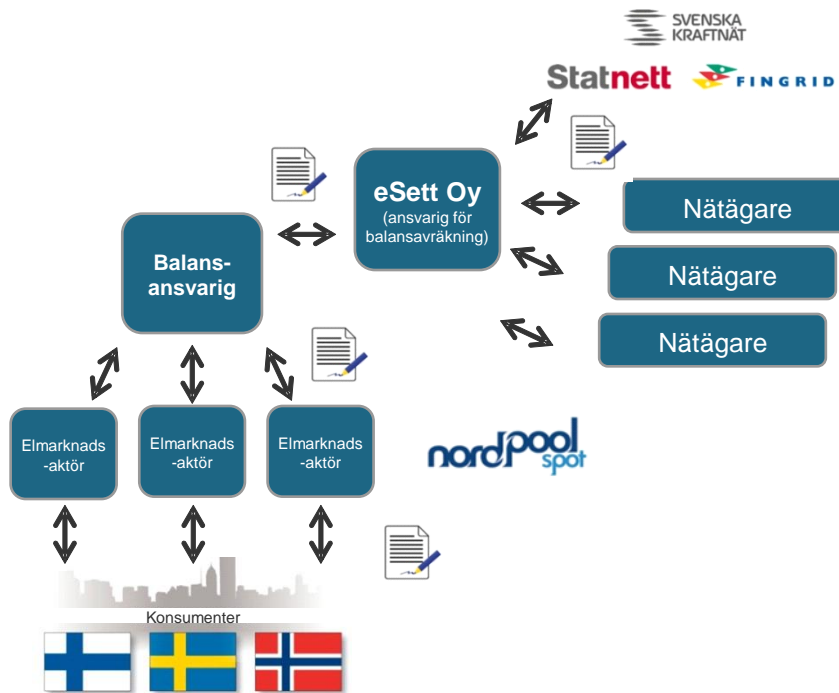 SVENSKA
KRAFTNÄT
Statnett
FINGRID
eSett Oy
(ansvarig för
balansavräkning)
Nätägare
Nätägare
Nätägare
Balans-
ansvarig
Elmarknads
-aktör
Elmarknads
-aktör
Elmarknads
-aktör
nordpool
spot
Konsumenter